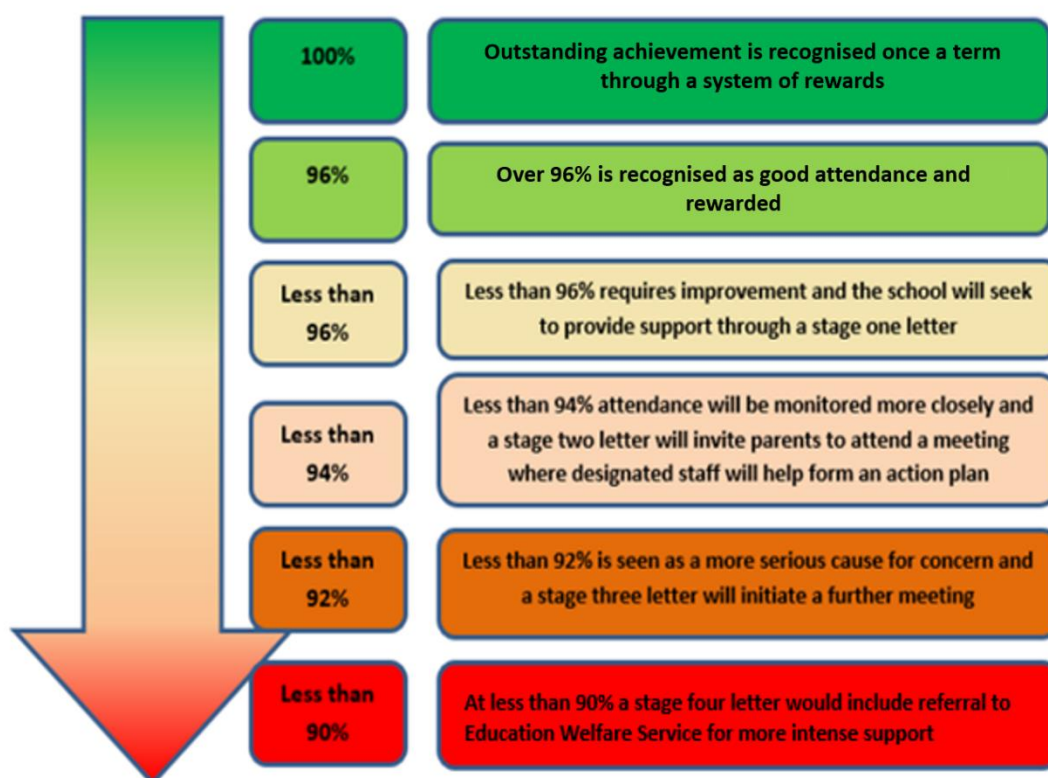 100%
Outstanding achievement is recognised once a term
through a system of rewards
96%
Over 96% is recognised as good attendance and
rewarded
Less than
96%
Less than 96% requires improvement and the school will seek
to provide support through a stage one letter
Less than
94%
Less than 94% attendance will be monitored more closely and
a stage two letter will invite parents to attend a meeting
where designated staff will help form an action plan
Less than
92%
Less than 92% is seen as a more serious cause for concern and
a stage three letter will initiate a further meeting
Less than
90%
At less than 90% a stage four letter would include referral to
Education Welfare Service for more intense support